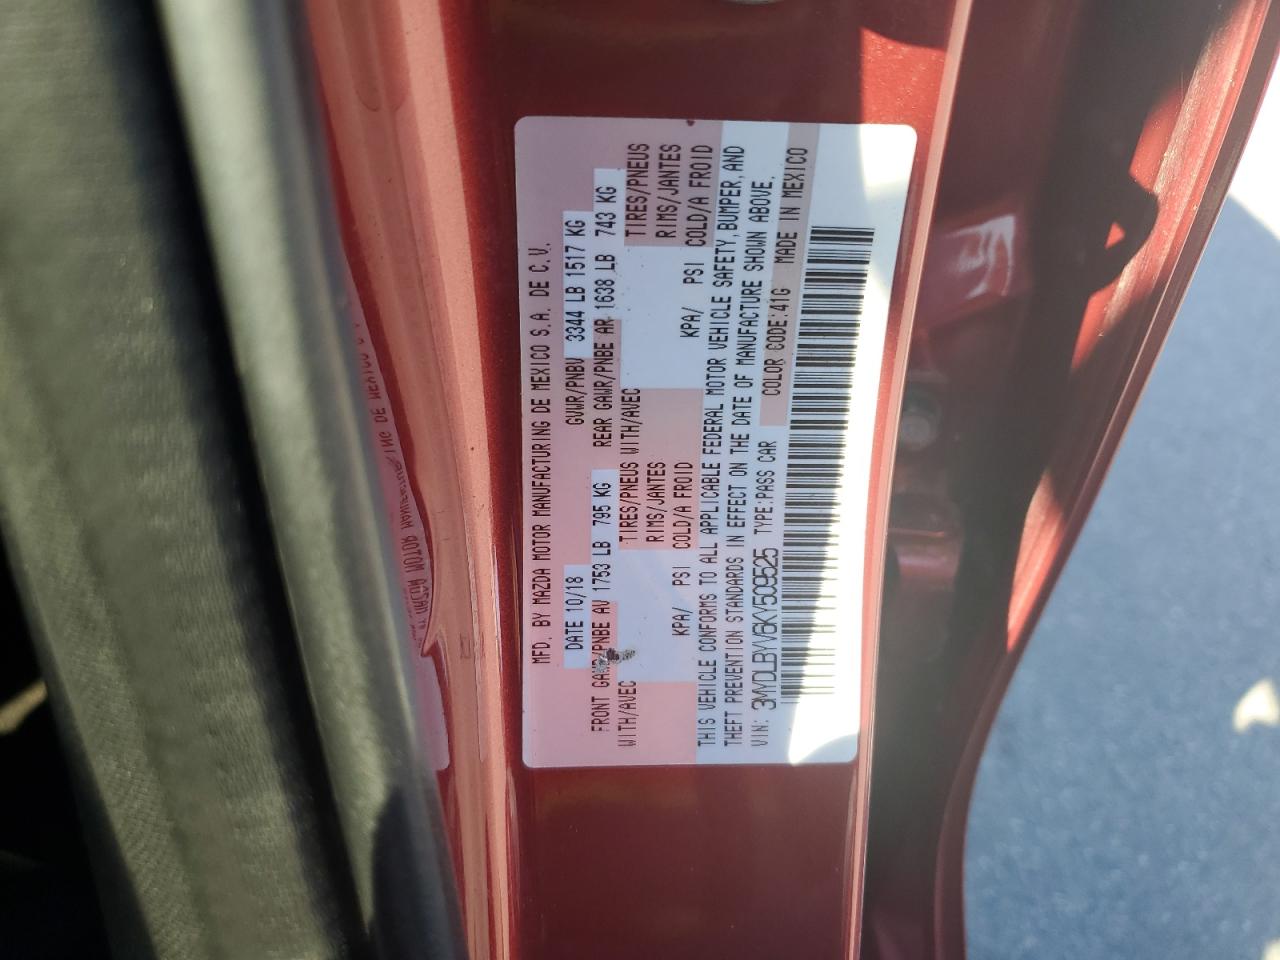 MFD. BY MAZDA MOTOR MANUFACTURING DE MEXICO S.A. DE C.V.
DATE 10/18 GVWR/PNBV 3344 LB 1517 KG
FRONT GAWR/PNBE AV 1753 LB 795 KG REAR GAWR/PNBE AR 1638 LB 743 KG
WITH/AVEC TIRES/PNEUS WITH/AVEC TIRES/PNEUS
RIMS/JANTES RIMS/JANTES
KPA/ PSI COLD/A FROID KPA/ PSI COLD/A FROID
THIS VEHICLE CONFORMS TO ALL APPLICABLE FEDERAL MOTOR VEHICLE SAFETY, BUMPER, AND
THEFT PREVENTION STANDARDS IN EFFECT ON THE DATE OF MANUFACTURE SHOWN ABOVE.
VIN: 3MYDLBYV6KY509525 TYPE:PASS CAR COLOR CODE:41G MADE IN MEXICO